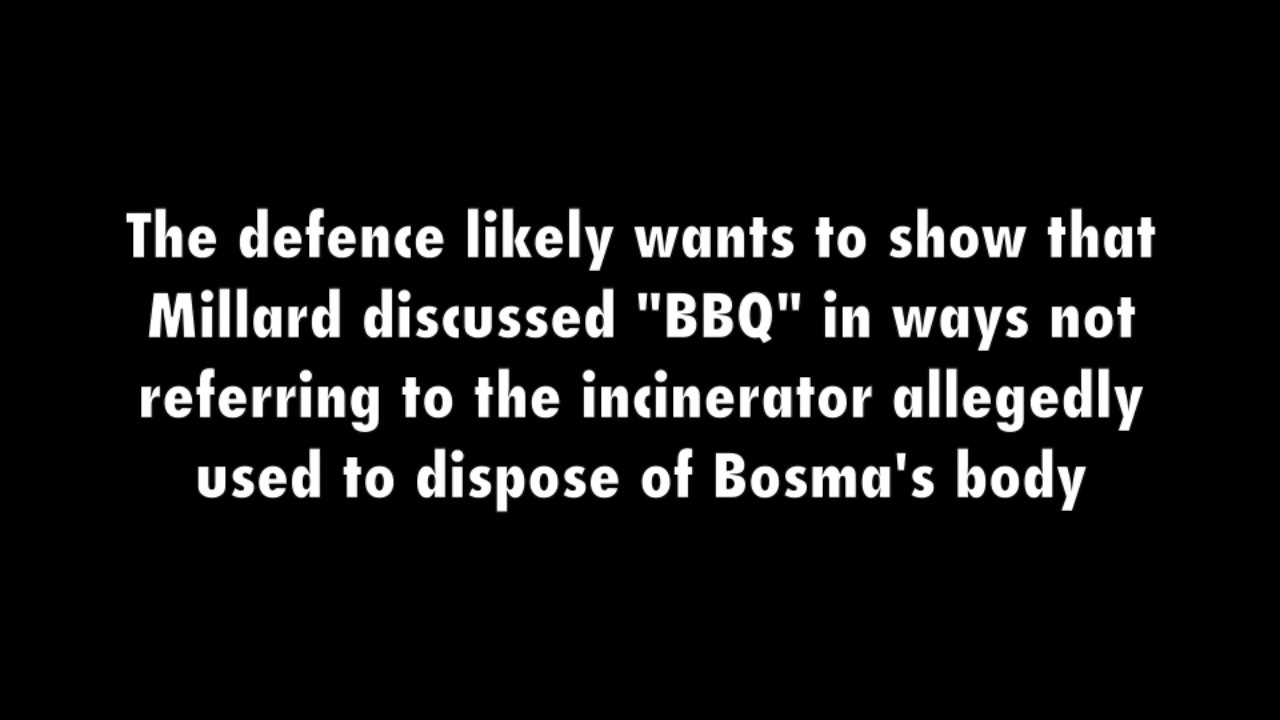 The defence likely wants to show that
Millard discussed "BBQ" in ways not
referring to the incinerator allegedly
used to dispose of Bosma's body